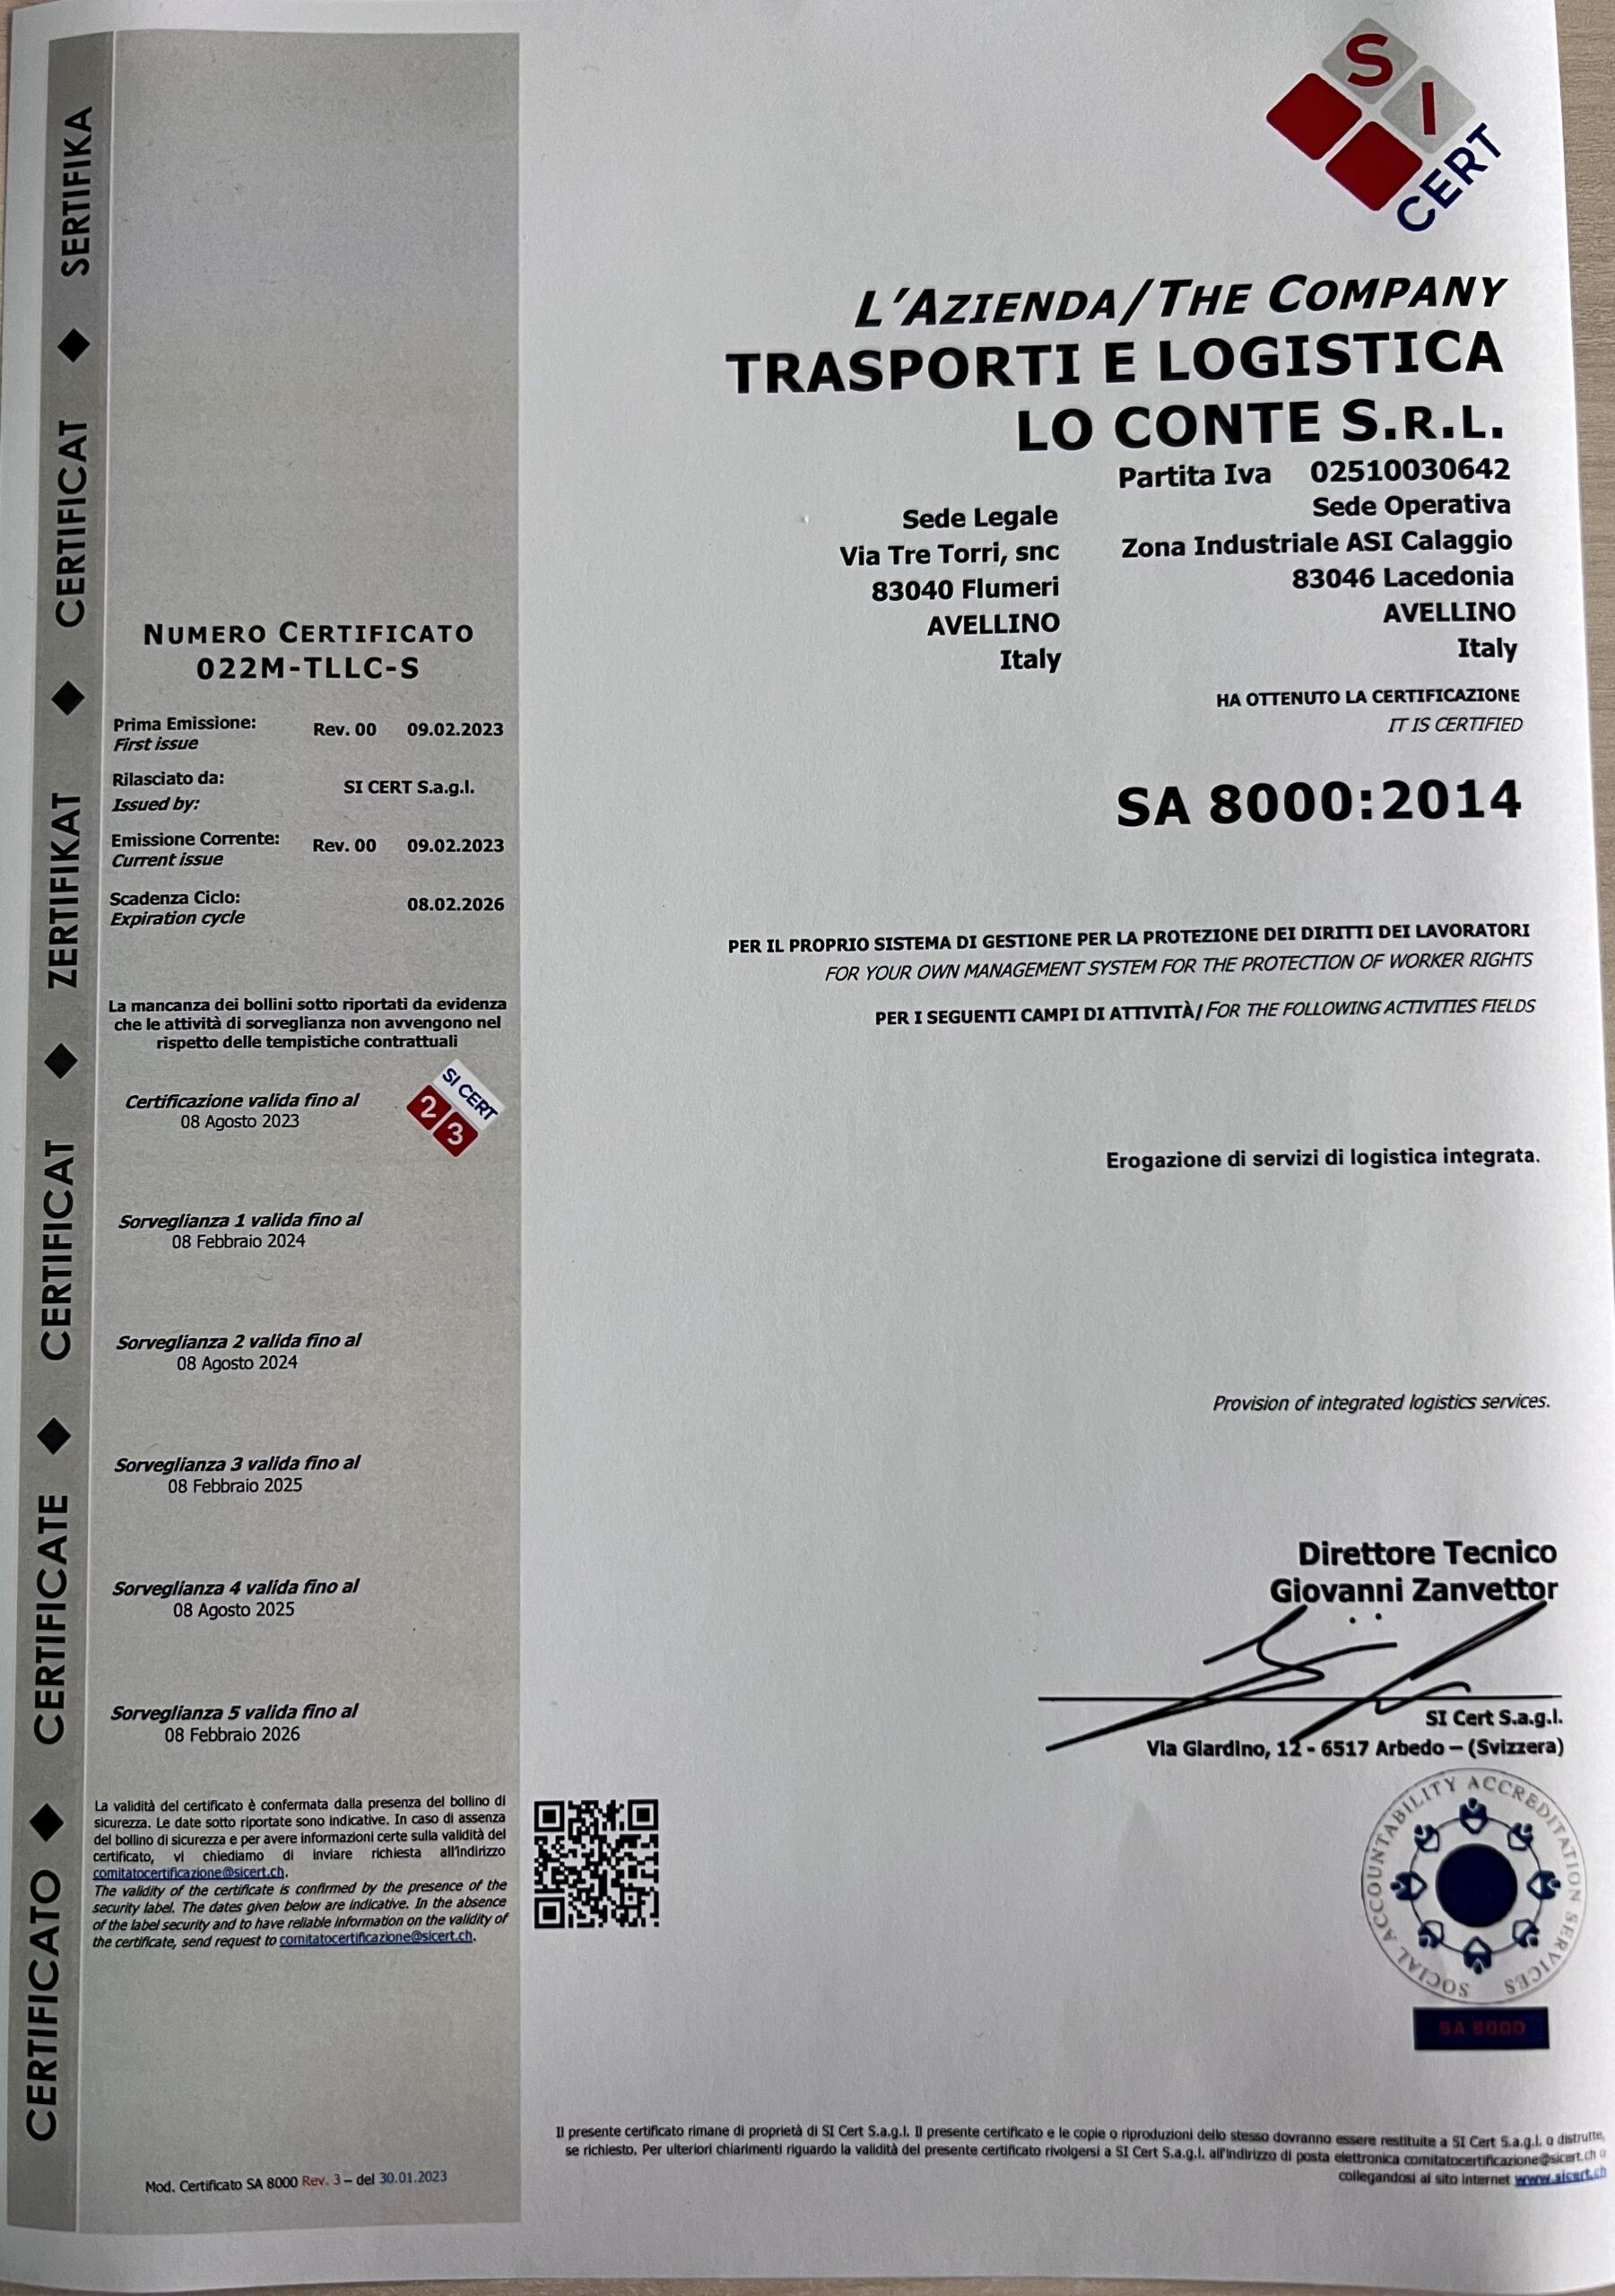 SERTIFIKA
CERTIFICAT
ZERTIFIKAT
CERTIFICAT
CERTIFICATE
CERTIFICATO
S
I
CERT
L'AZIENDA/THE COMPANY
TRASPORTI E LOGISTICA
LO CONTE S.R.L.
Partita Iva 02510030642
Sede Legale
Via Tre Torri, snc
83040 Flumeri
AVELLINO
Italy
Sede Operativa
Zona Industriale ASI Calaggio
83046 Lacedonia
AVELLINO
Italy
HA OTTENUTO LA CERTIFICAZIONE
IT IS CERTIFIED
SA 8000:2014
PER IL PROPRIO SISTEMA DI GESTIONE PER LA PROTEZIONE DEI DIRITTI DEI LAVORATORI
FOR YOUR OWN MANAGEMENT SYSTEM FOR THE PROTECTION OF WORKER RIGHTS
PER I SEGUENTI CAMPI DI ATTIVITÀ/FOR THE FOLLOWING ACTIVITIES FIELDS
Erogazione di servizi di logistica integrata.
Provision of integrated logistics services.
NUMERO CERTIFICATO
022M-TLLC-S
Prima Emissione: Rev. 00 09.02.2023
First issue
Rilasciato da: SI CERT S.a.g.l.
Issued by:
Emissione Corrente: Rev. 00 09.02.2023
Current issue
Scadenza Ciclo: 08.02.2026
Expiration cycle
La mancanza dei bollini sotto riportati da evidenza
che le attività di sorveglianza non avvengono nel
rispetto delle tempistiche contrattuali
Certificazione valida fino al
08 Agosto 2023
SI CERT
2
3
Sorveglianza 1 valida fino al
08 Febbraio 2024
Sorveglianza 2 valida fino al
08 Agosto 2024
Sorveglianza 3 valida fino al
08 Febbraio 2025
Sorveglianza 4 valida fino al
08 Agosto 2025
Sorveglianza 5 valida fino al
08 Febbraio 2026
La validità del certificato è confermata dalla presenza del bollino di
sicurezza. Le date sotto riportate sono indicative. In caso di assenza
del bollino di sicurezza e per avere informazioni certe sulla validità del
certificato, vi chiediamo di inviare richiesta all'indirizzo
comitatocertificazione@sicert.ch.
The validity of the certificate is confirmed by the presence of the
security label. The dates given below are indicative. In the absence
of the label security and to have reliable information on the validity of
the certificate, send request to comitatocertificazione@sicert.ch.
Mod. Certificato SA 8000 Rev. 3 – del 30.01.2023
Direttore Tecnico
Giovanni Zanvettor
SI Cert S.a.g.l.
Via Giardino, 12 - 6517 Arbedo – (Svizzera)
SOCIAL ACCOUNTABILITY ACCREDITATION SERVICES
SA 8000
Il presente certificato rimane di proprietà di SI Cert S.a.g.l. Il presente certificato e le copie o riproduzioni dello stesso dovranno essere restituite a SI Cert S.a.g.l. o distrutte,
se richiesto. Per ulteriori chiarimenti riguardo la validità del presente certificato rivolgersi a SI Cert S.a.g.l. all'indirizzo di posta elettronica comitatocertificazione@sicert.ch o
collegandosi al sito internet www.sicert.ch